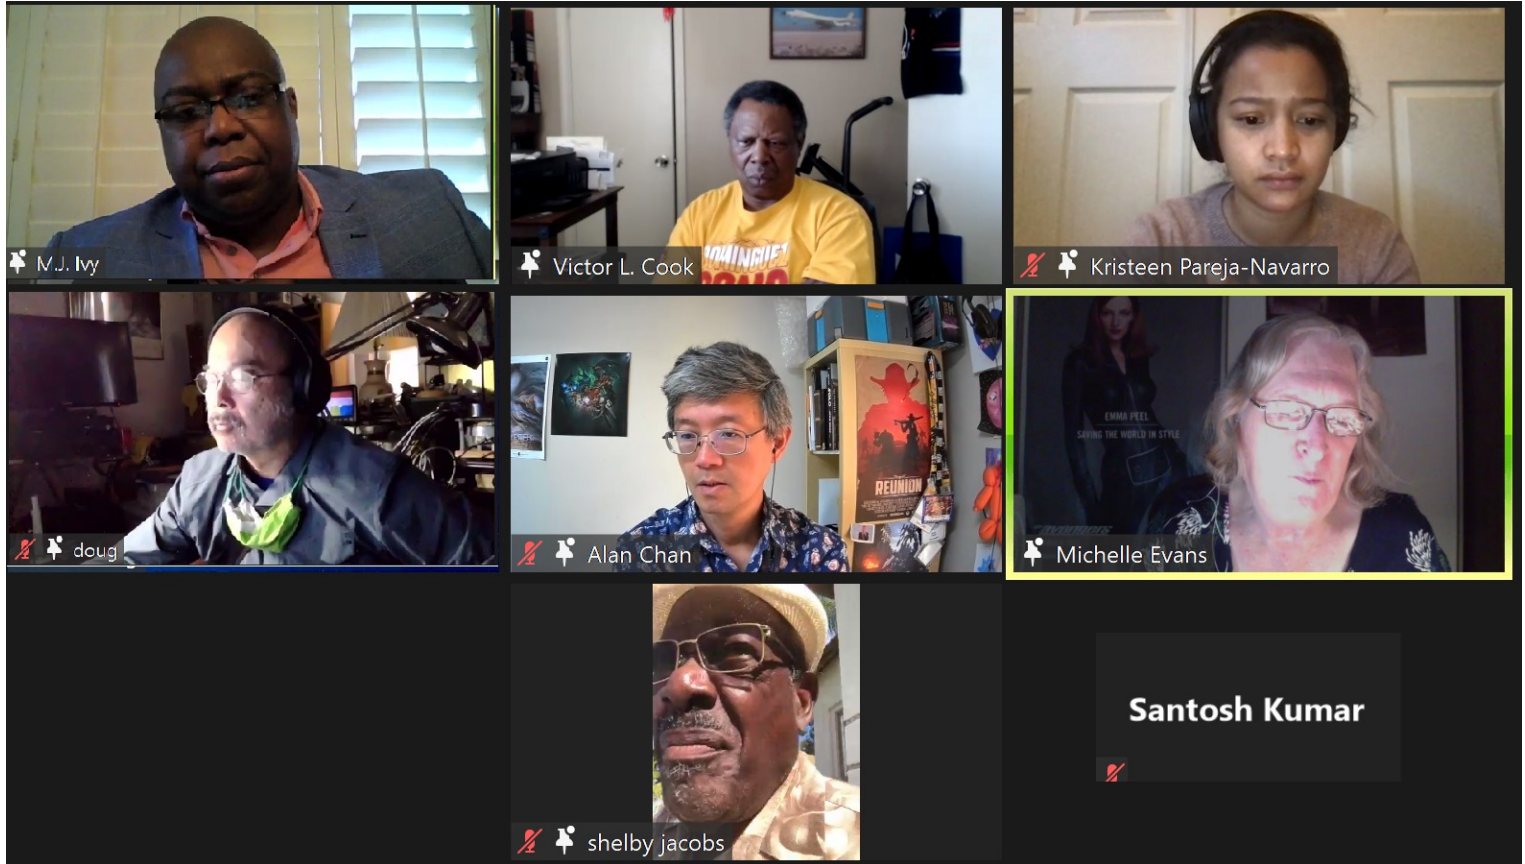 M.J. Ivy
Victor L. Cook
Kristeen Pareja-Navarro
doug
EMMA PEEL
SAVING THE WORLD IN STYLE
REUNION
Alan Chan
Michelle Evans
Santosh Kumar
shelby jacobs